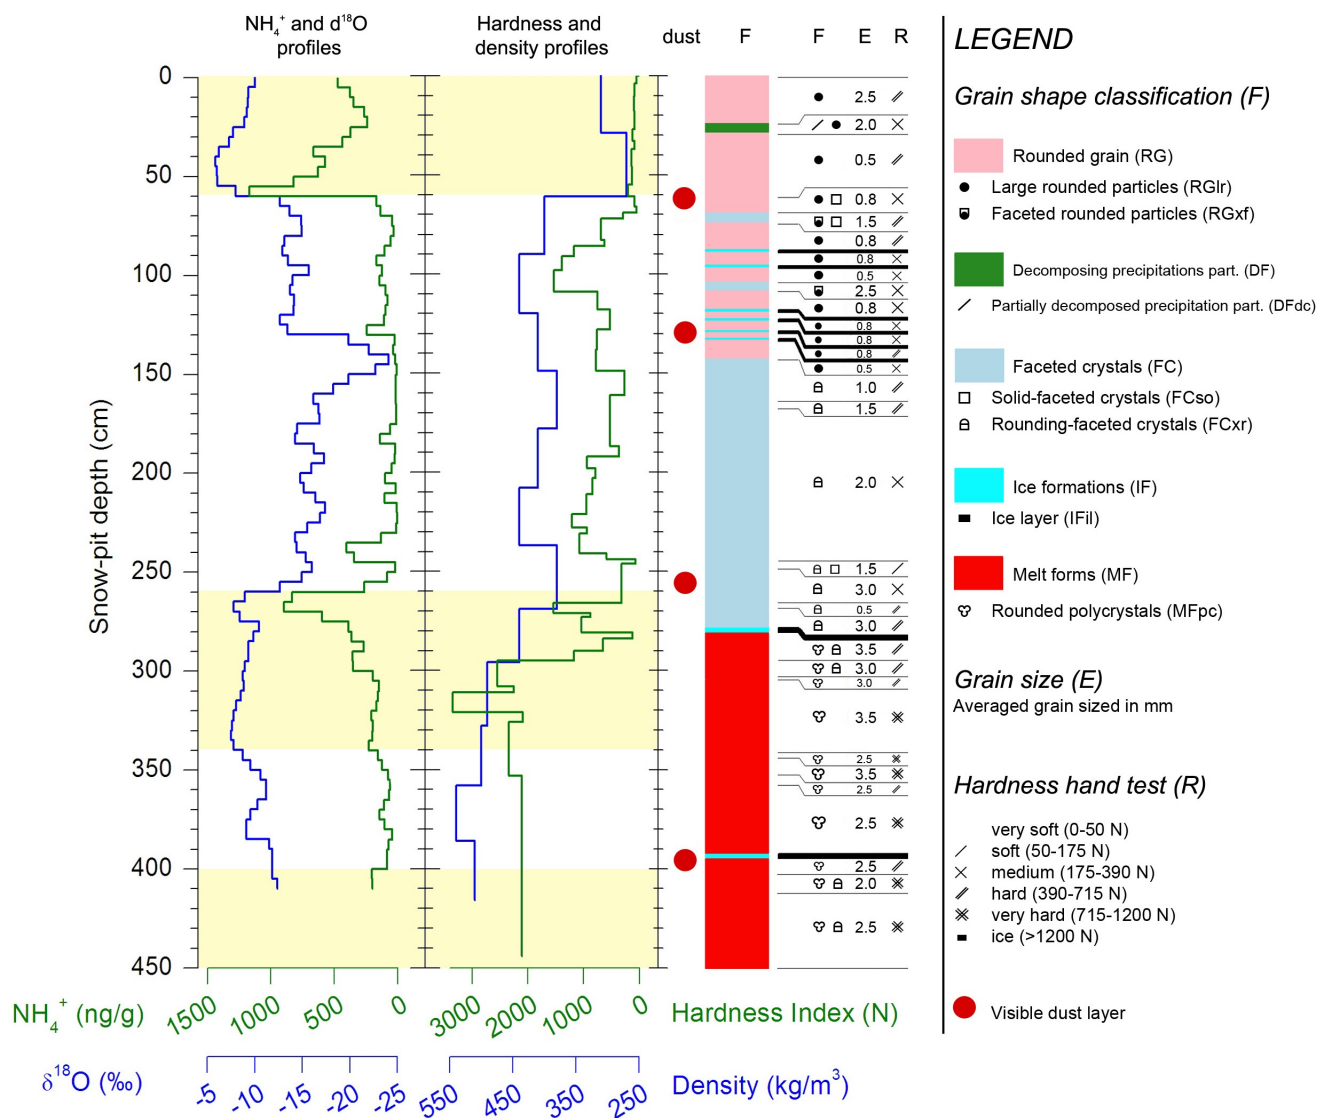 NH4+ and d18O
profiles
Hardness and
density profiles
dust F F E R
0
50
100
150
200
250
300
350
400
450
Snow-pit depth (cm)
2.5
2.0
0.5
0.8
1.5
0.8
0.8
0.5
2.5
0.8
0.8
0.8
0.8
0.5
1.0
1.5
2.0
1.5
3.0
0.5
3.0
3.5
3.0
3.0
3.5
2.5
3.5
2.5
2.5
2.5
2.0
2.5
NH4+ (ng/g) 1500 1000 500 0
3000 2000 1000 0 Hardness Index (N)
δ18O (‰) -5 -10 -15 -20 -25
550 450 350 250 Density (kg/m3)
LEGEND
Grain shape classification (F)
Rounded grain (RG)
Large rounded particles (RGlr)
Faceted rounded particles (RGxf)
Decomposing precipitations part. (DF)
Partially decomposed precipitation part. (DFdc)
Faceted crystals (FC)
Solid-faceted crystals (FCso)
Rounding-faceted crystals (FCxr)
Ice formations (IF)
Ice layer (IFil)
Melt forms (MF)
Rounded polycrystals (MFpc)
Grain size (E)
Averaged grain sized in mm
Hardness hand test (R)
very soft (0-50 N)
soft (50-175 N)
medium (175-390 N)
hard (390-715 N)
very hard (715-1200 N)
ice (>1200 N)
Visible dust layer